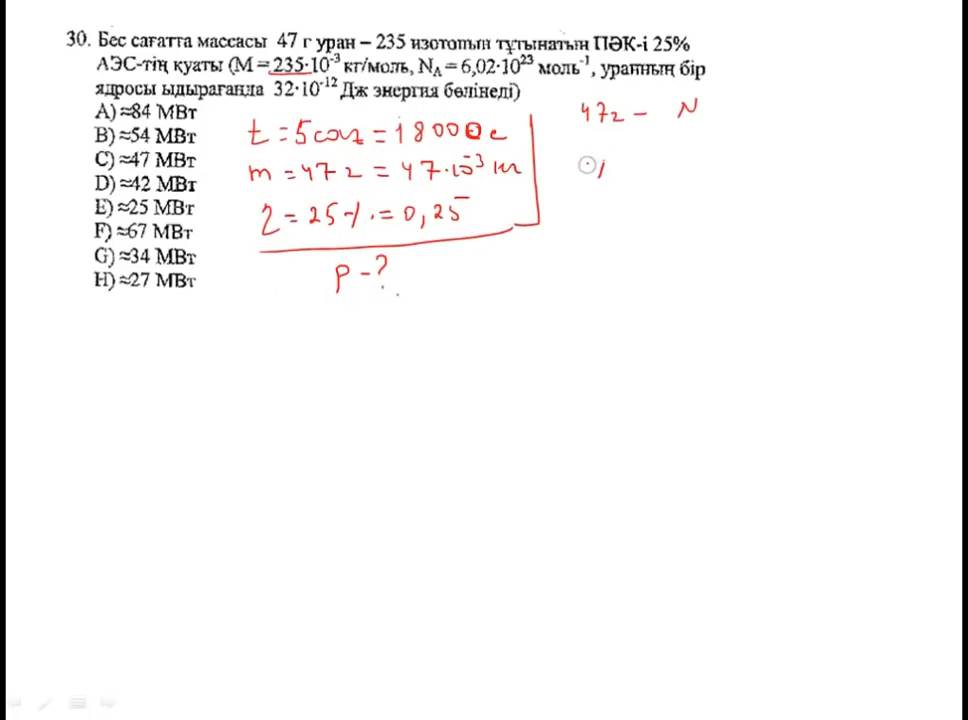 30. Бес сағатта массасы 47 г уран – 235 изотопын тұтынатын ПӘК-і 25%
АЭС-тің қуаты (M = 235·10⁻³ кг/моль, N_A = 6,02·10²³ моль⁻¹, уранның бір
ядросы ыдырағанда 32·10⁻¹² Дж энергия бөлінеді)
A) ≈84 МВт
B) ≈54 МВт
C) ≈47 МВт
D) ≈42 МВт
E) ≈25 МВт
F) ≈67 МВт
G) ≈34 МВт
H) ≈27 МВт
t = 5 саг = 18000 с
m = 47 г = 47·10⁻³ кг
η = 25% = 0,25
P - ?
47г - N